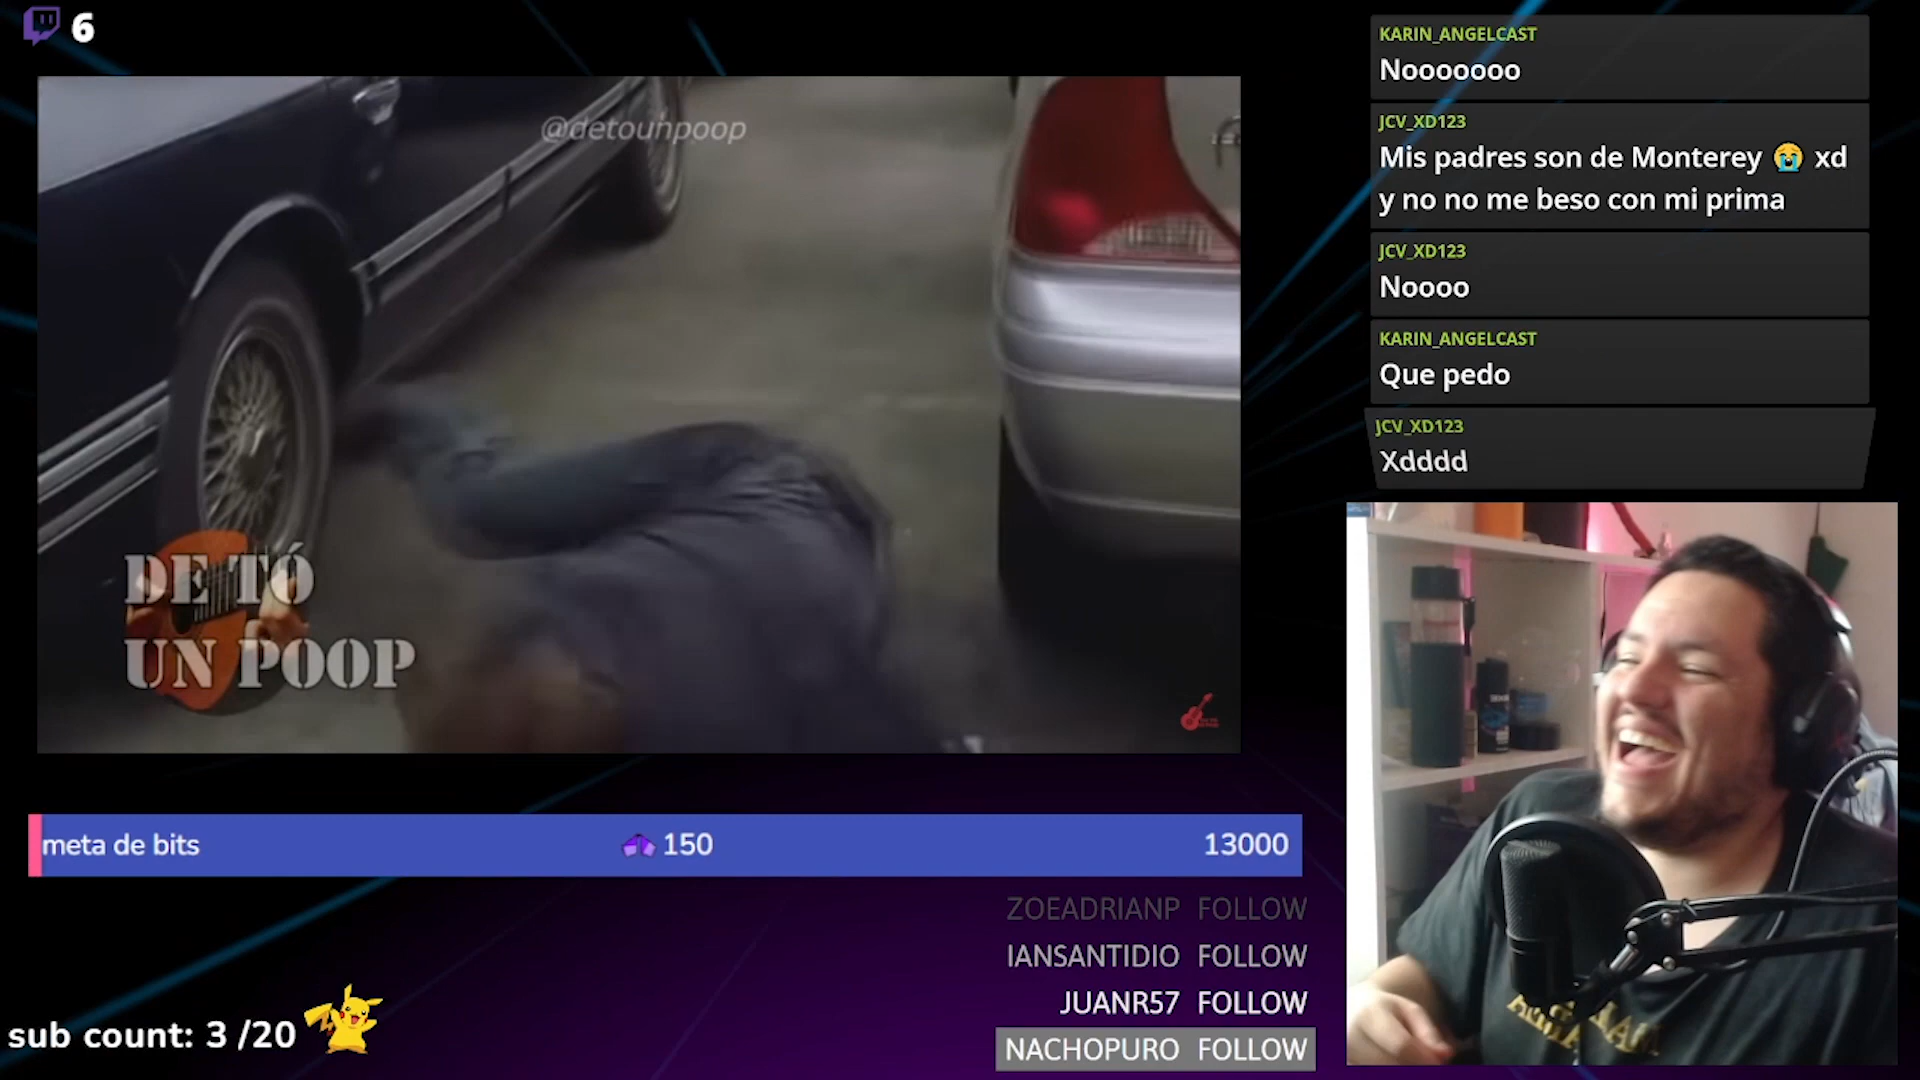 6
@detounpoop
DE TÓ
UN POOP
meta de bits
150
13000
ZOEADRIANP FOLLOW
IANSANTIDIO FOLLOW
JUANR57 FOLLOW
NACHOPURO FOLLOW
sub count: 3 /20
KARIN_ANGELCAST
Nooooooo
JCV_XD123
Mis padres son de Monterey 😭 xd
y no no me beso con mi prima
JCV_XD123
Noooo
KARIN_ANGELCAST
Que pedo
JCV_XD123
Xdddd